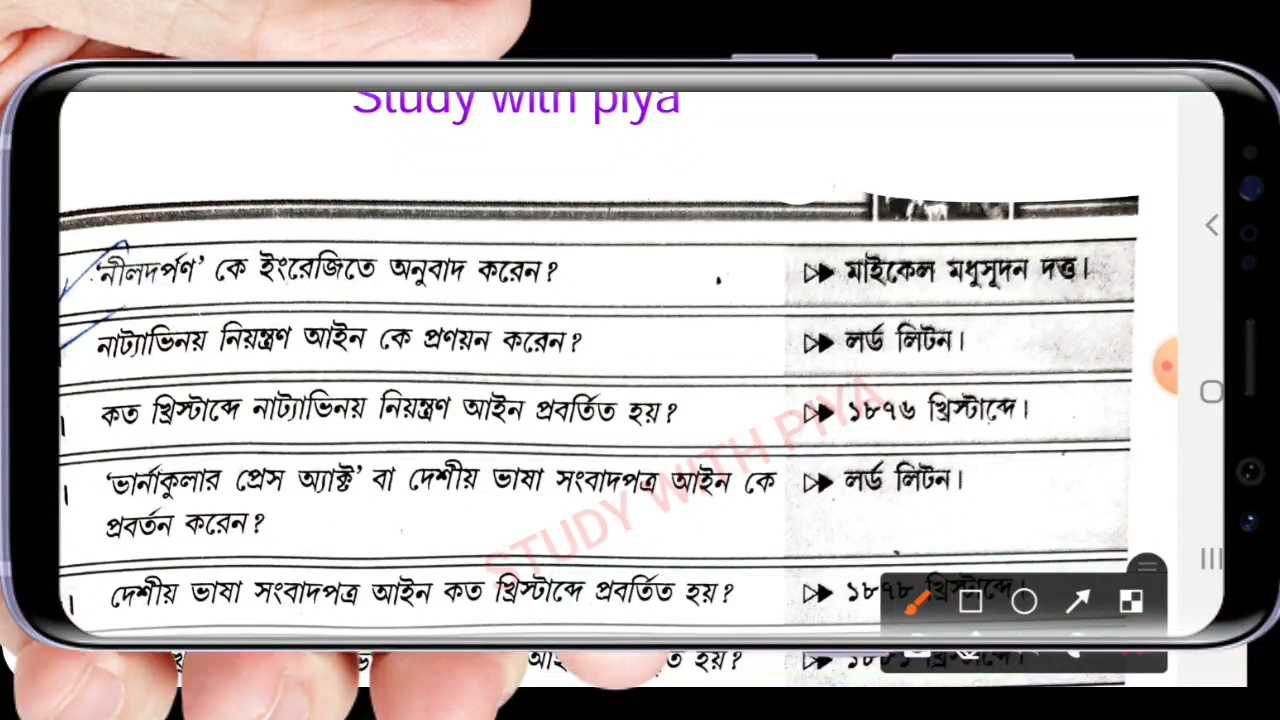 Study with piya
'নীলদর্পণ' কে ইংরেজিতে অনুবাদ করেন? ▷▶ মাইকেল মধুসূদন দত্ত।
নাট্যাভিনয় নিয়ন্ত্রণ আইন কে প্রণয়ন করেন? ▷▶ লর্ড লিটন।
কত খ্রিস্টাব্দে নাট্যাভিনয় নিয়ন্ত্রণ আইন প্রবর্তিত হয়? ▷▶ ১৮৭৬ খ্রিস্টাব্দে।
'ভার্নাকুলার প্রেস অ্যাক্ট' বা দেশীয় ভাষা সংবাদপত্র আইন কে ▷▶ লর্ড লিটন।
প্রবর্তন করেন?
দেশীয় ভাষা সংবাদপত্র আইন কত খ্রিস্টাব্দে প্রবর্তিত হয়? ▷▶ ১৮৭৮ খ্রিস্টাব্দে।
হয়?
STUDY WITH PIYA